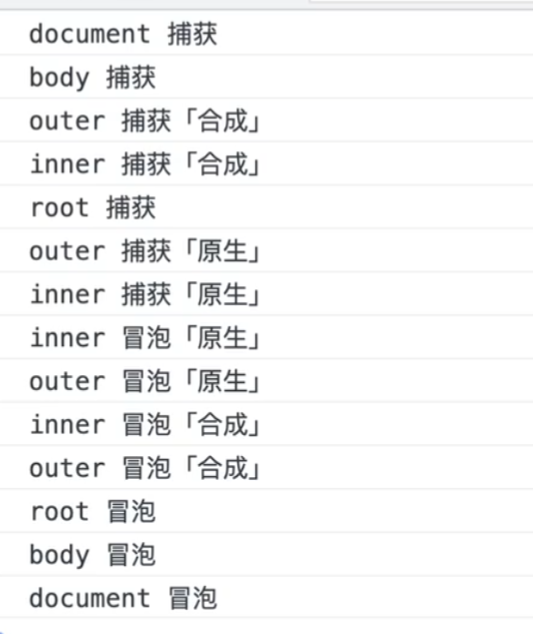 document 捕获
body 捕获
outer 捕获「合成」
inner 捕获「合成」
root 捕获
outer 捕获「原生」
inner 捕获「原生」
inner 冒泡「原生」
outer 冒泡「原生」
inner 冒泡「合成」
outer 冒泡「合成」
root 冒泡
body 冒泡
document 冒泡